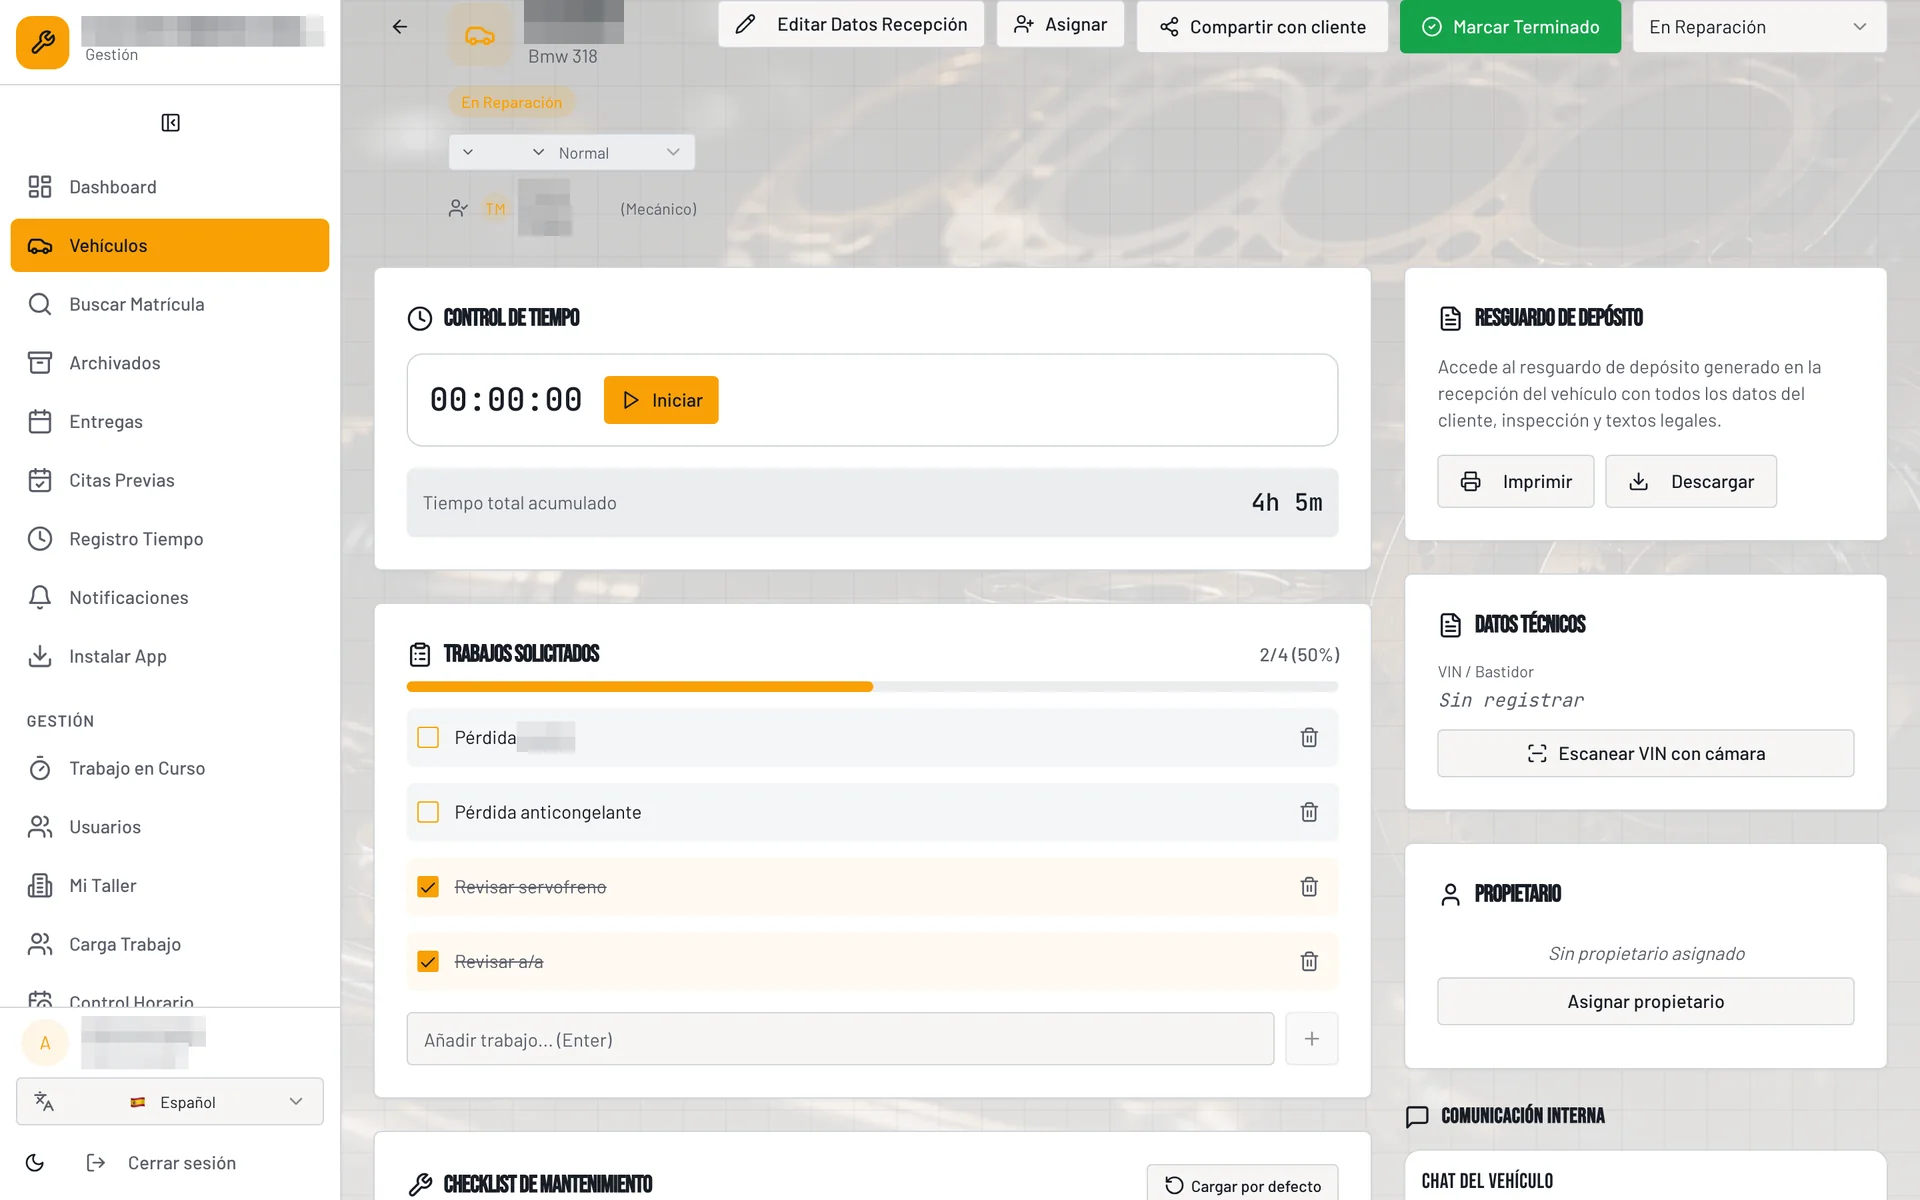 Gestión
Dashboard
Vehículos
Buscar Matrícula
Archivados
Entregas
Citas Previas
Registro Tiempo
Notificaciones
Instalar App
GESTIÓN
Trabajo en Curso
Usuarios
Mi Taller
Carga Trabajo
Control Horario
A
Español
Cerrar sesión
Bmw 318
Editar Datos Recepción
Asignar
Compartir con cliente
Marcar Terminado
En Reparación
En Reparación
Normal
TM
(Mecánico)
CONTROL DE TIEMPO
00:00:00
Iniciar
Tiempo total acumulado
4h 5m
TRABAJOS SOLICITADOS
2/4 (50%)
Pérdida
Pérdida anticongelante
Revisar servofreno
Revisar a/a
Añadir trabajo... (Enter)
CHECKLIST DE MANTENIMIENTO
Cargar por defecto
RESGUARDO DE DEPÓSITO
Accede al resguardo de depósito generado en la
recepción del vehículo con todos los datos del
cliente, inspección y textos legales.
Imprimir
Descargar
DATOS TÉCNICOS
VIN / Bastidor
Sin registrar
Escanear VIN con cámara
PROPIETARIO
Sin propietario asignado
Asignar propietario
COMUNICACIÓN INTERNA
CHAT DEL VEHÍCULO